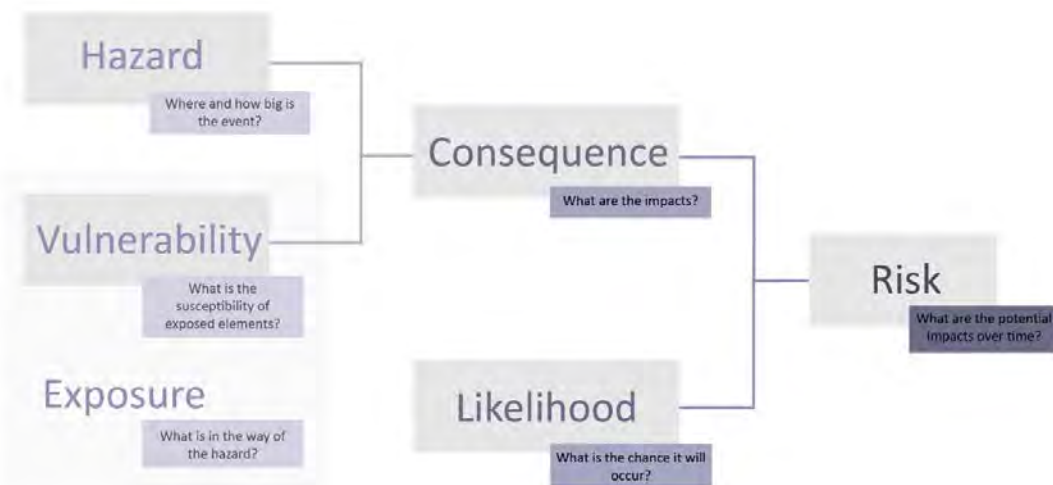 Hazard
Where and how big is
the event?
Vulnerability
What is the
susceptibility of
exposed elements?
Exposure
What is in the way of
the hazard?
Consequence
What are the impacts?
Likelihood
What is the chance it will
occur?
Risk
What are the potential
impacts over time?